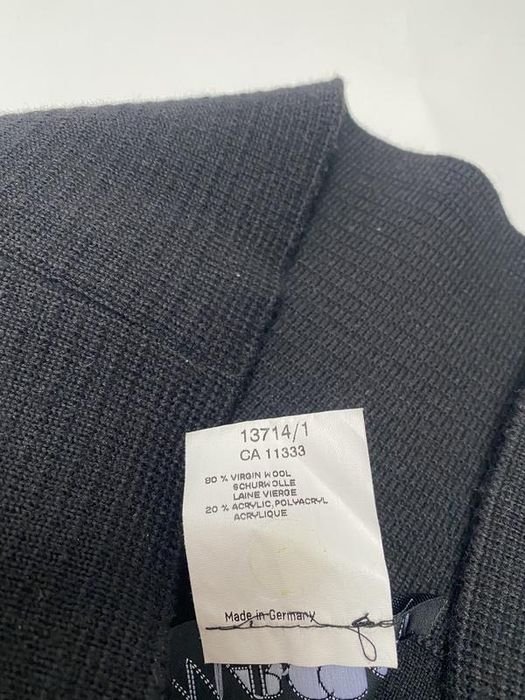 13714/1
CA 11333
80 % VIRGIN WOOL
SCHURWOLLE
LAINE VIERGE
20 % ACRYLIC, POLYACRYL
ACRYLIQUE
Made in Germany